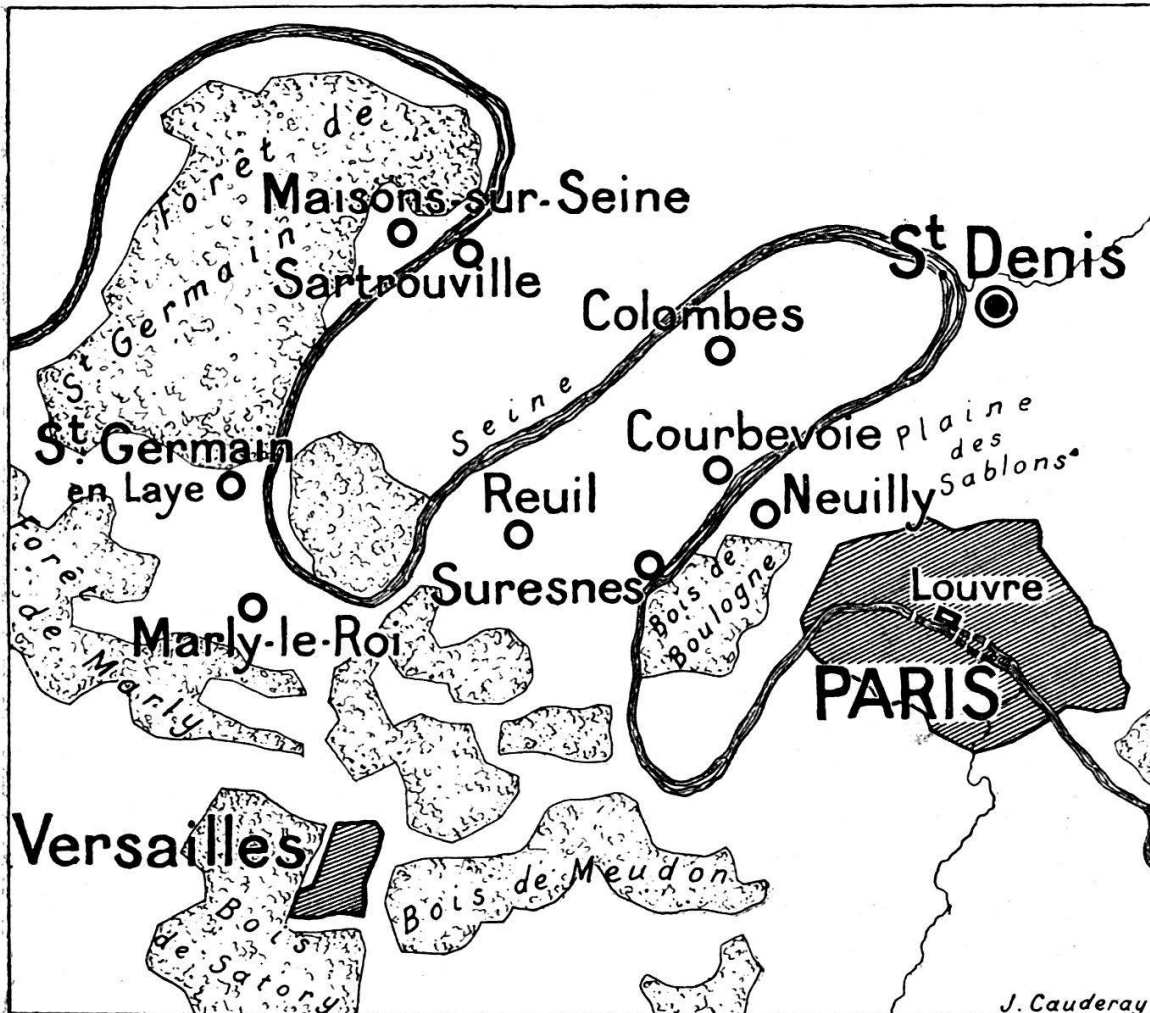 Forêt de
St Germain
Maisons-sur-Seine
Sartrouville
St. Denis
Colombes
Seine
St. Germain
en Laye
Courbevoie
Plaine
des
Sablons
Reuil
Neuilly
Forêt
de
Marly
Suresnes
Bois de
Boulogne
Louvre
Marly-le-Roi
PARIS
Versailles
Bois de Meudon
Bois
de Satory
J. Cauderay